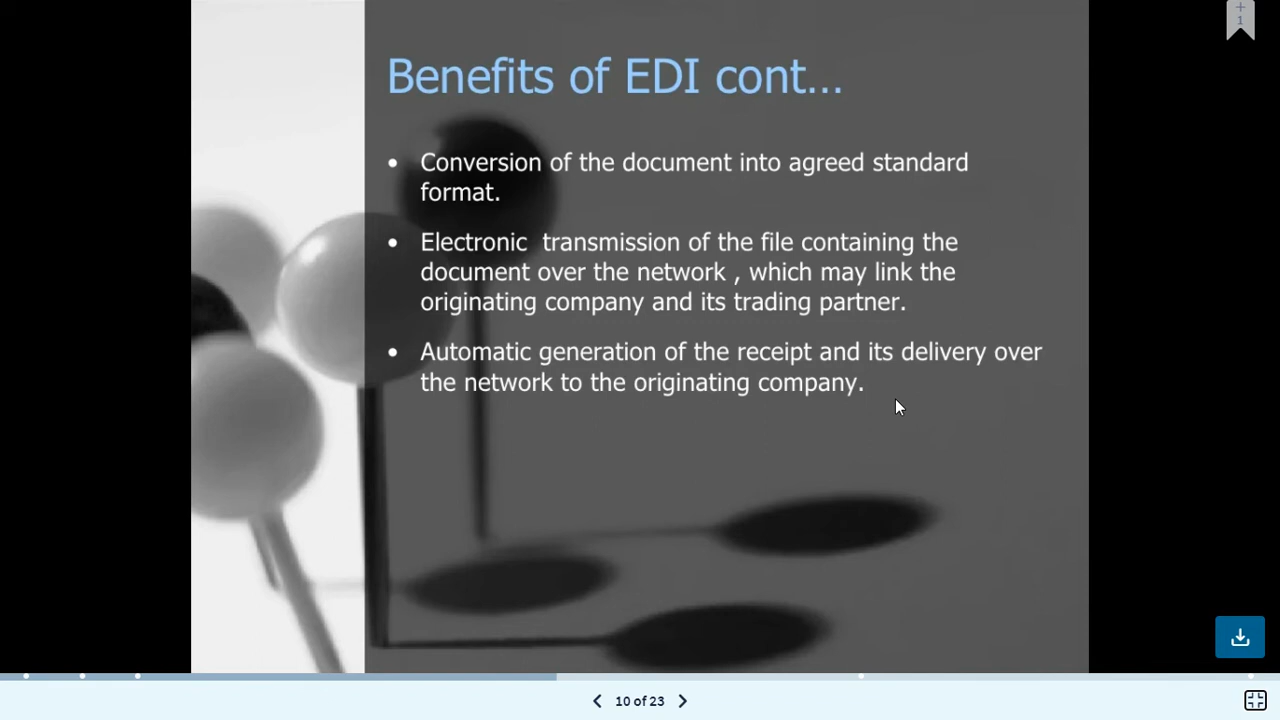 +
1
Benefits of EDI cont...
• Conversion of the document into agreed standard
format.
• Electronic  transmission of the file containing the
document over the network , which may link the
originating company and its trading partner.
• Automatic generation of the receipt and its delivery over
the network to the originating company.
10 of 23